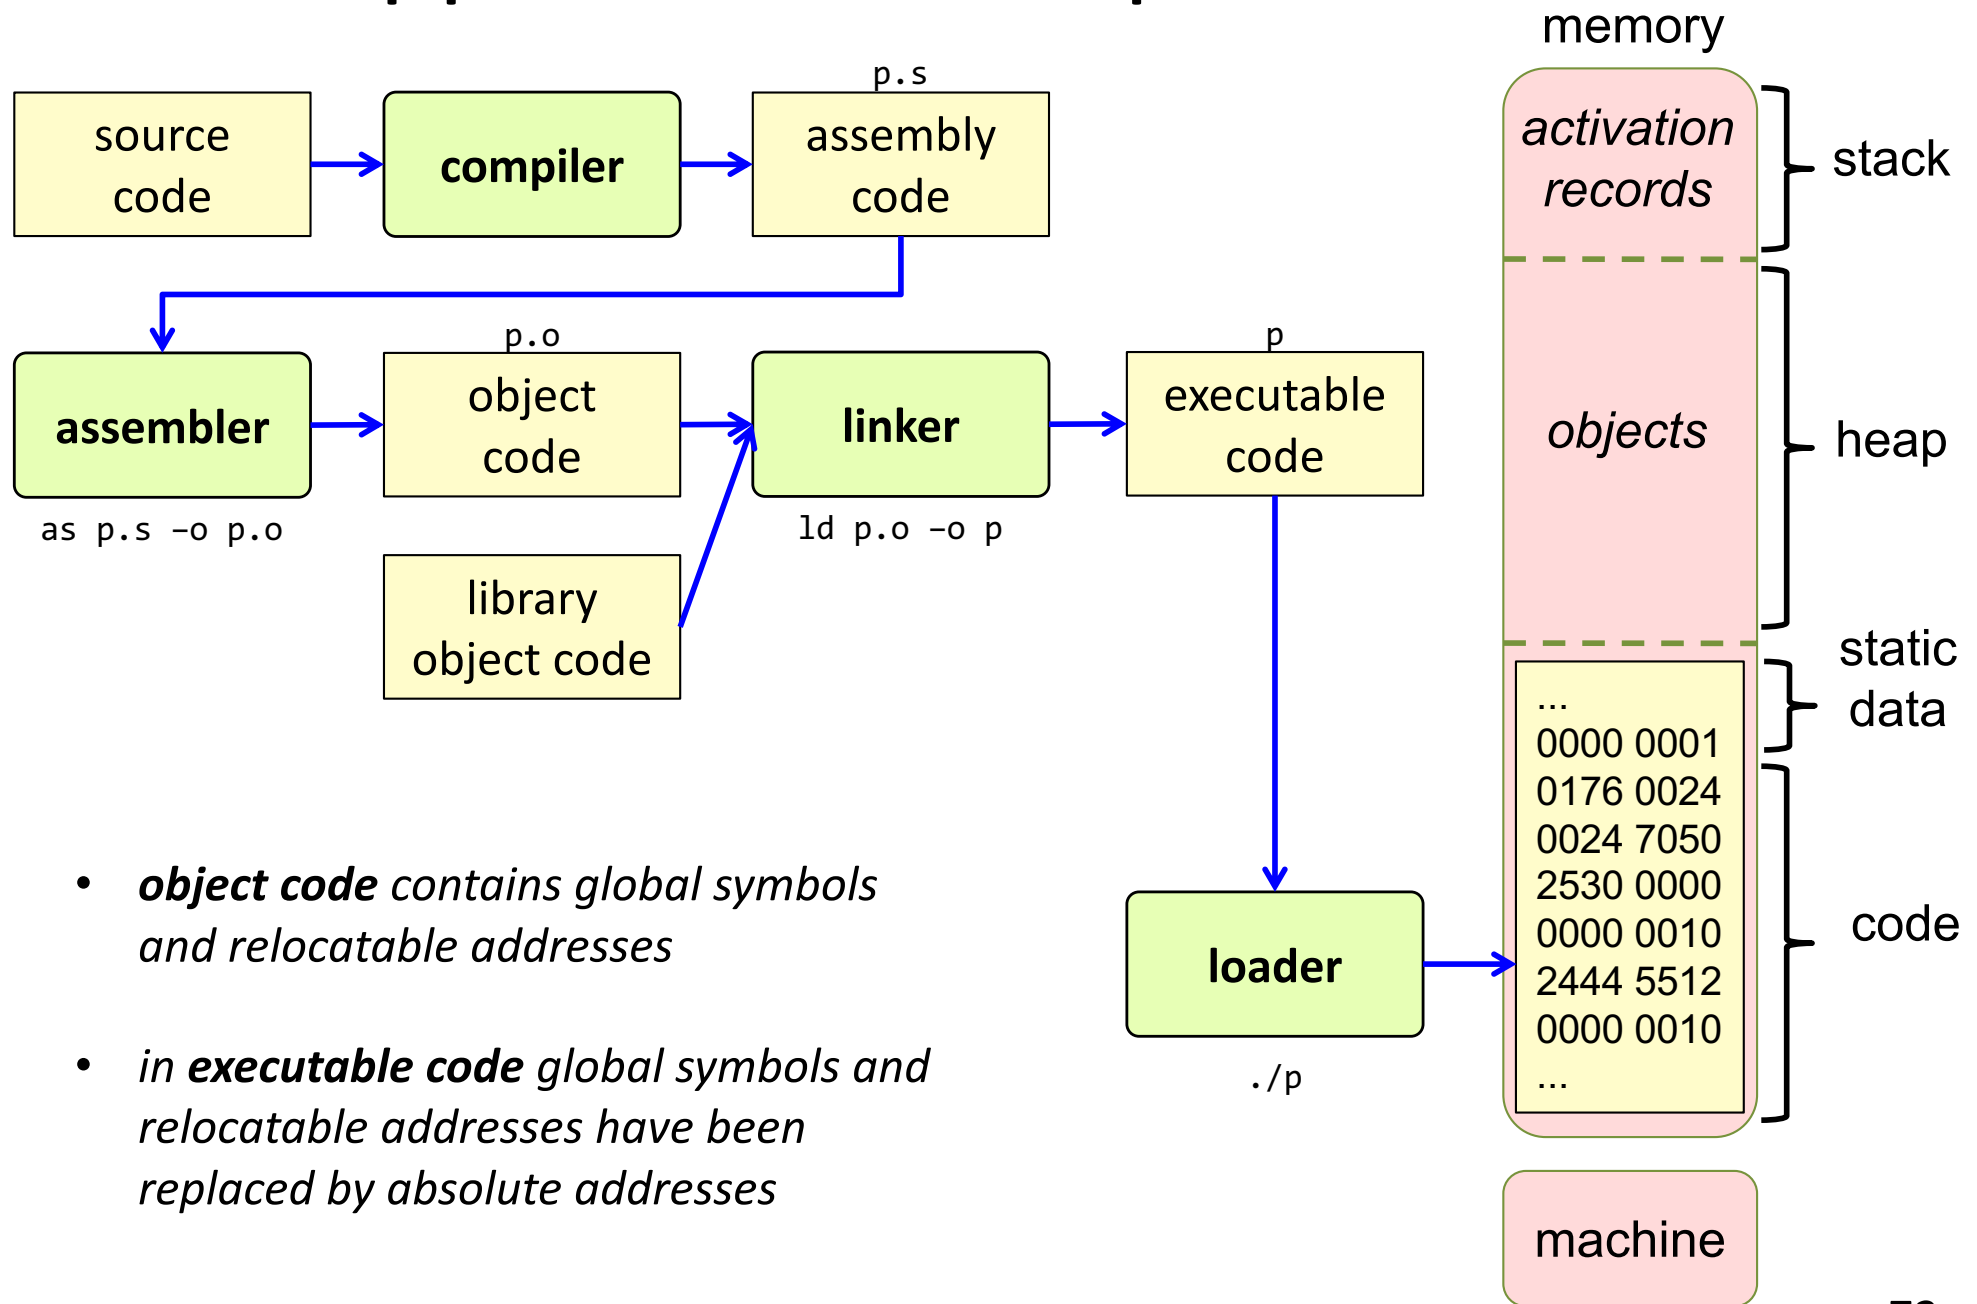 memory
p.s
source
code
compiler
assembly
code
activation
records
stack
p.o
p
assembler
object
code
linker
executable
code
objects
heap
as p.s –o p.o
ld p.o –o p
library
object code
static
data
...
0000 0001
0176 0024
0024 7050
2530 0000
0000 0010
2444 5512
0000 0010
...
code
loader
./p
• object code contains global symbols
and relocatable addresses
• in executable code global symbols and
relocatable addresses have been
replaced by absolute addresses
machine